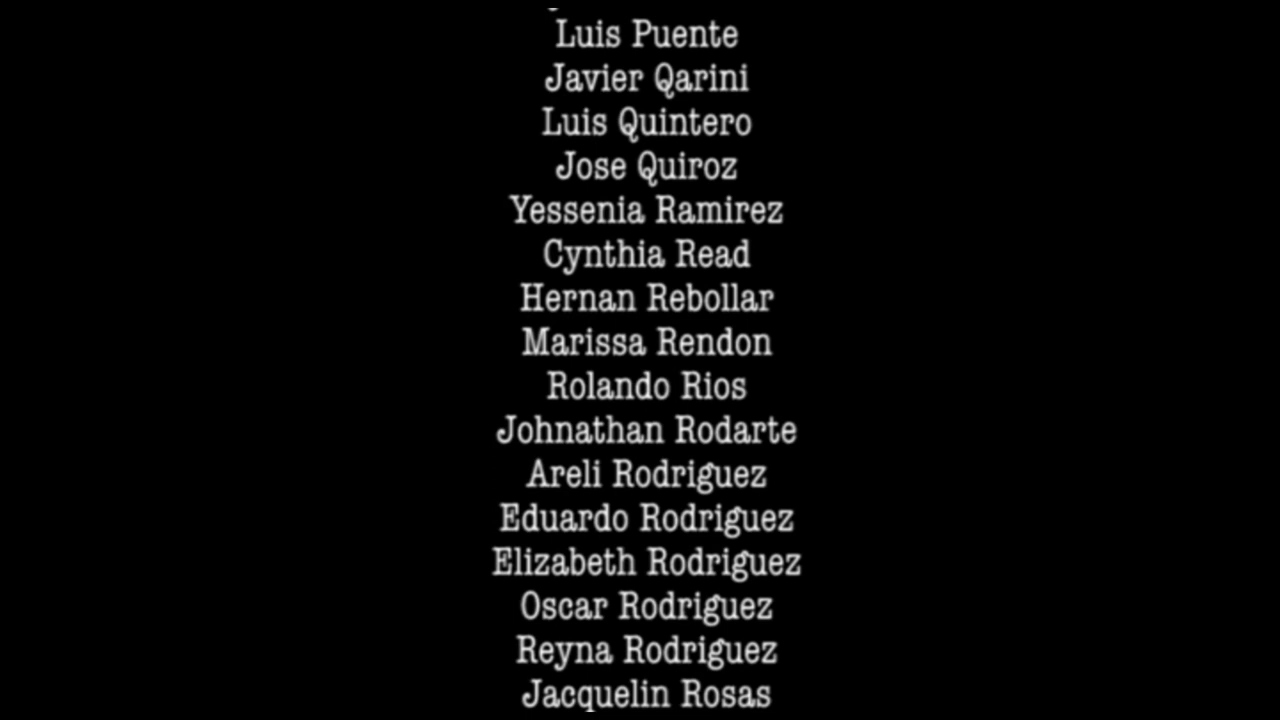 Luis Puente
Javier Qarini
Luis Quintero
Jose Quiroz
Yessenia Ramirez
Cynthia Read
Hernan Rebollar
Marissa Rendon
Rolando Rios
Johnathan Rodarte
Areli Rodriguez
Eduardo Rodriguez
Elizabeth Rodriguez
Oscar Rodriguez
Reyna Rodriguez
Jacquelin Rosas